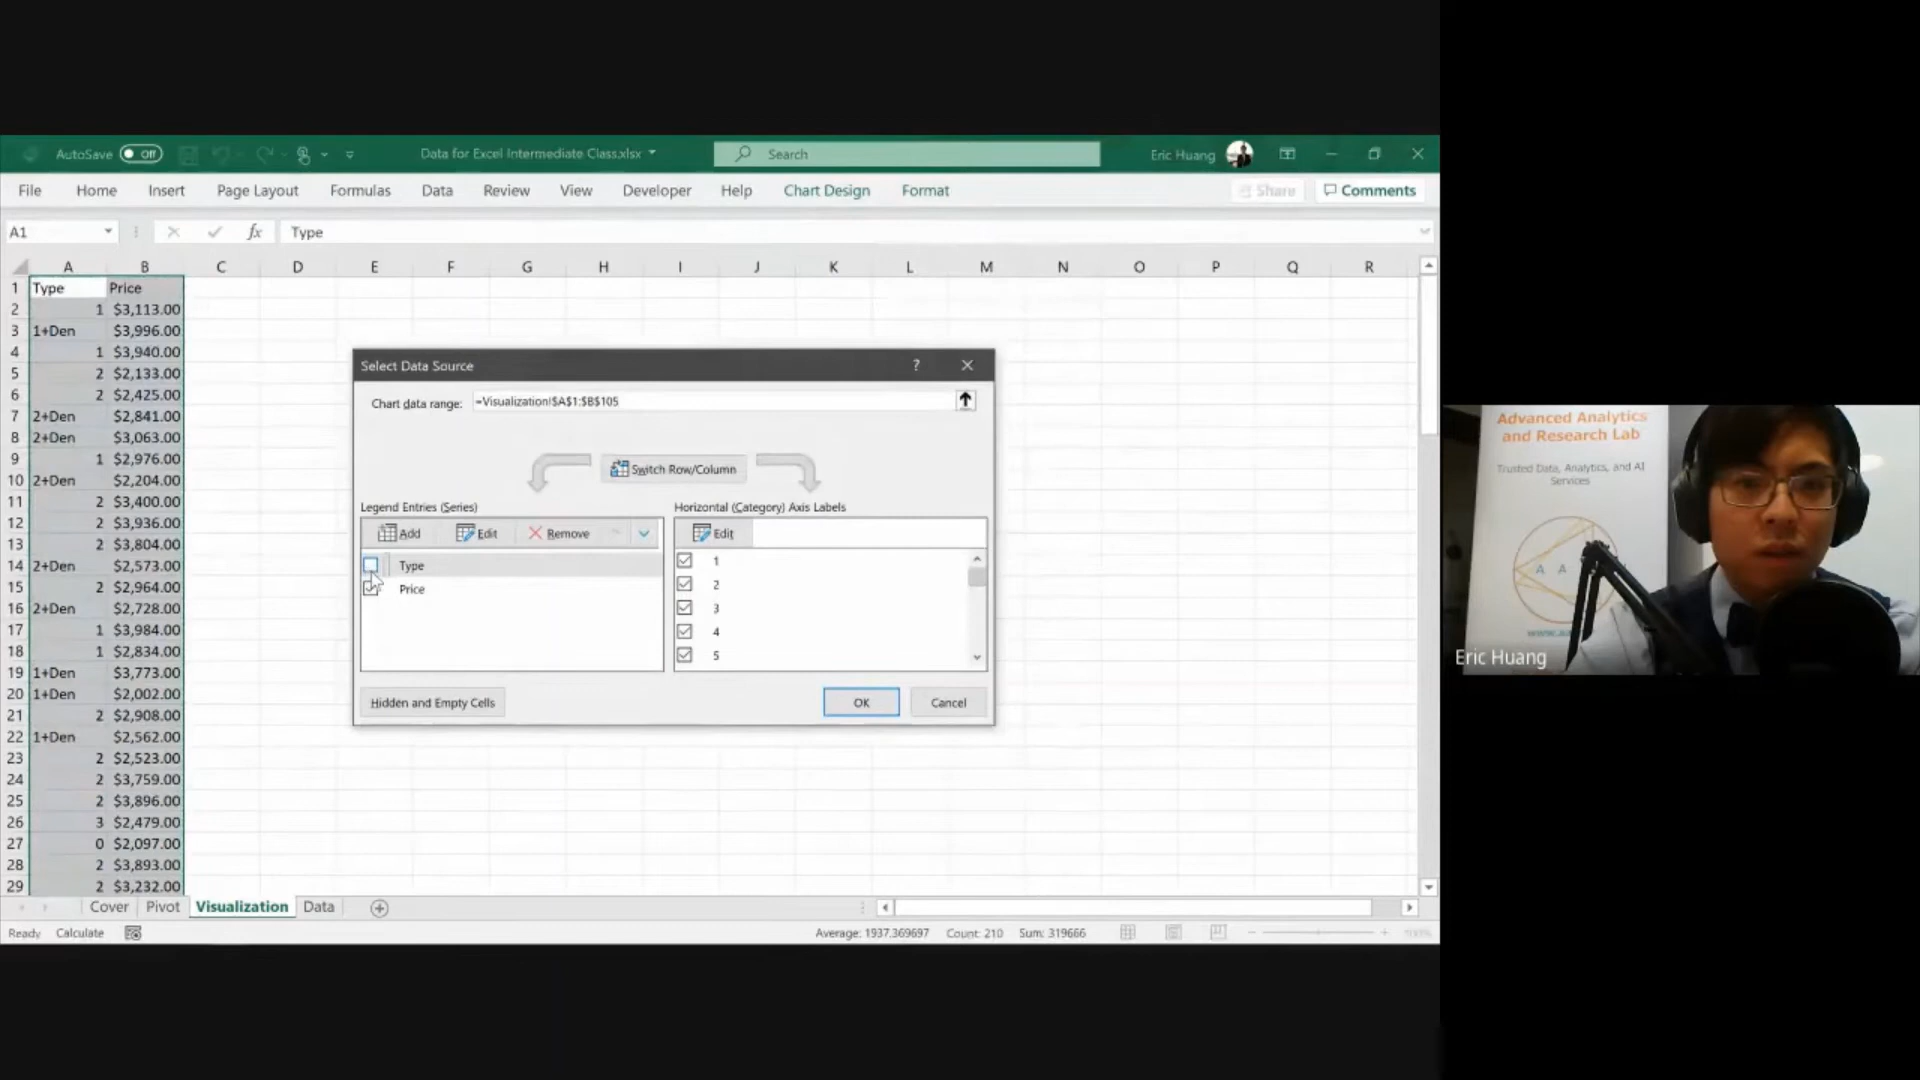 AutoSave Off Data for Excel Intermediate Class.xlsx Search Eric Huang
File Home Insert Page Layout Formulas Data Review View Developer Help Chart Design Format Share Comments
A1 fx Type
A B C D E F G H I J K L M N O P Q R
1 Type Price
2 1 $3,113.00
3 1+Den $3,996.00
4 1 $3,940.00
5 2 $2,133.00
6 2 $2,425.00
7 2+Den $2,841.00
8 2+Den $3,063.00
9 1 $2,976.00
10 2+Den $2,204.00
11 2 $3,400.00
12 2 $3,936.00
13 2 $3,804.00
14 2+Den $2,573.00
15 2 $2,964.00
16 2+Den $2,728.00
17 1 $3,984.00
18 1 $2,834.00
19 1+Den $3,773.00
20 1+Den $2,002.00
21 2 $2,908.00
22 1+Den $2,562.00
23 2 $2,523.00
24 2 $3,759.00
25 2 $3,896.00
26 3 $2,479.00
27 0 $2,097.00
28 2 $3,893.00
29 2 $3,232.00
Select Data Source ?
Chart data range: =Visualization!$A$1:$B$105
Switch Row/Column
Legend Entries (Series)
Add Edit Remove
Type
Price
Horizontal (Category) Axis Labels
Edit
1
2
3
4
5
Hidden and Empty Cells OK Cancel
Cover Pivot Visualization Data
Ready Calculate Average: 1937.369697 Count: 210 Sum: 319666
Advanced Analytics
and Research Lab
Trusted Data, Analytics, and AI
Services
A A
Eric Huang